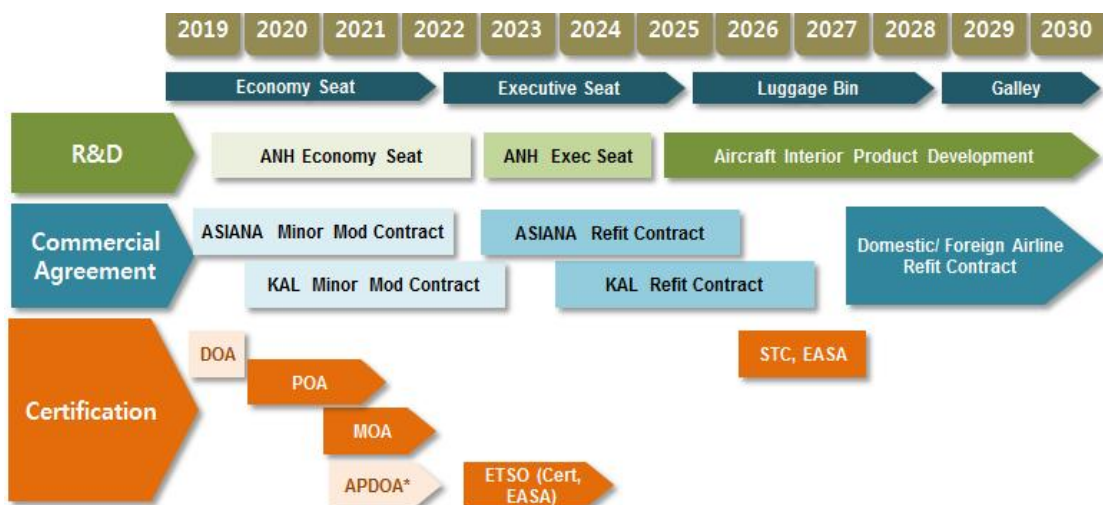 2019 2020 2021 2022 2023 2024 2025 2026 2027 2028 2029 2030
Economy Seat Executive Seat Luggage Bin Galley
R&D
ANH Economy Seat ANH Exec Seat Aircraft Interior Product Development
Commercial
Agreement
ASIANA Minor Mod Contract ASIANA Refit Contract
KAL Minor Mod Contract KAL Refit Contract
Domestic/ Foreign Airline
Refit Contract
Certification
DOA STC, EASA
POA
MOA
APDOA*
ETSO (Cert,
EASA)